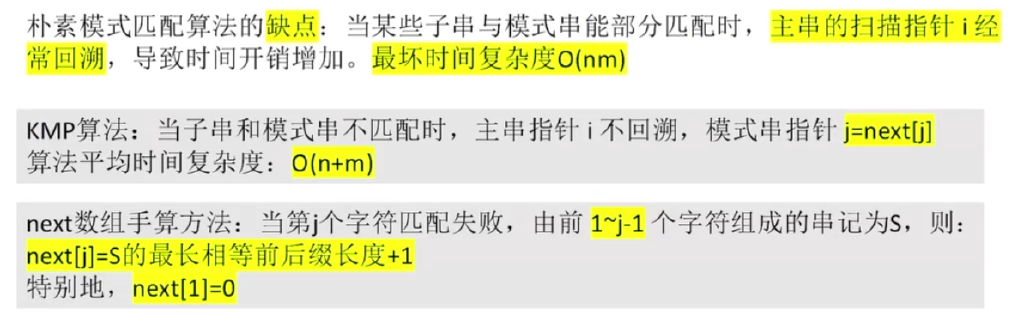 朴素模式匹配算法的缺点：当某些子串与模式串能部分匹配时，主串的扫描指针 i 经
常回溯，导致时间开销增加。最坏时间复杂度O(nm)
KMP算法：当子串和模式串不匹配时，主串指针 i 不回溯，模式串指针 j=next[j]
算法平均时间复杂度：O(n+m)
next数组手算方法：当第j个字符匹配失败，由前 1~j-1 个字符组成的串记为S，则：
next[j]=S的最长相等前后缀长度+1
特别地，next[1]=0